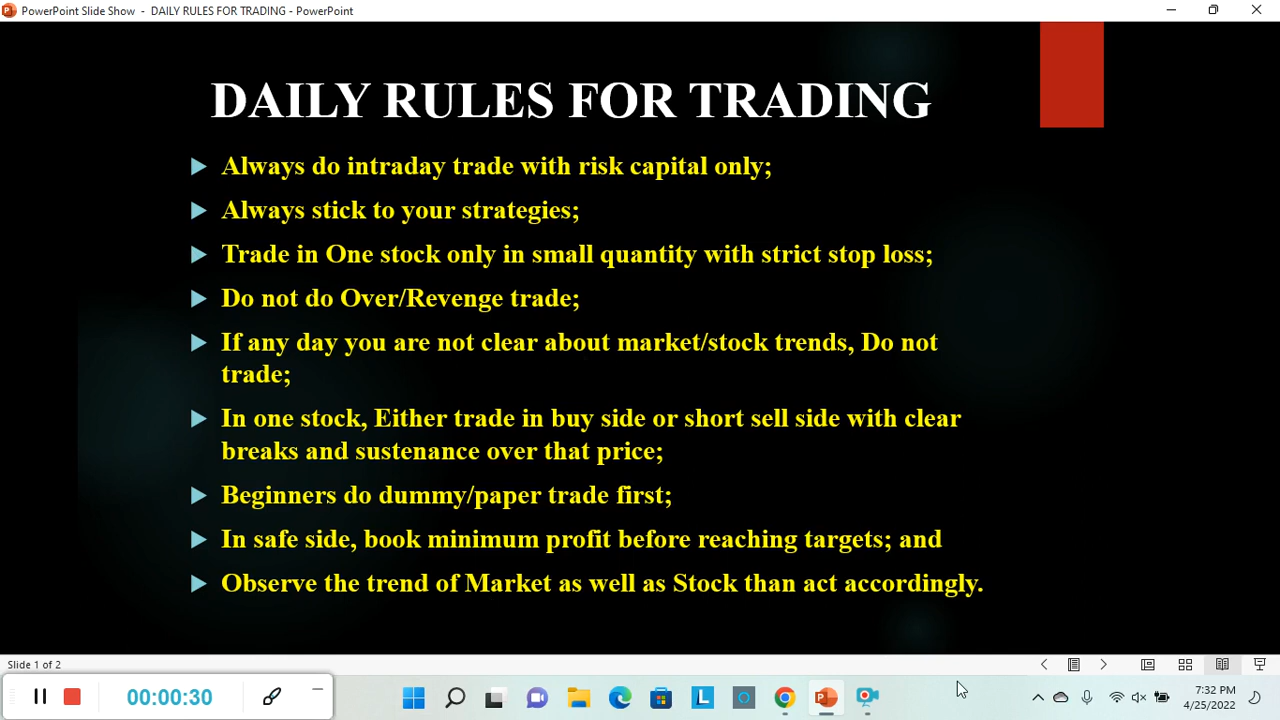 PowerPoint Slide Show - DAILY RULES FOR TRADING - PowerPoint
DAILY RULES FOR TRADING
Always do intraday trade with risk capital only;
Always stick to your strategies;
Trade in One stock only in small quantity with strict stop loss;
Do not do Over/Revenge trade;
If any day you are not clear about market/stock trends, Do not
trade;
In one stock, Either trade in buy side or short sell side with clear
breaks and sustenance over that price;
Beginners do dummy/paper trade first;
In safe side, book minimum profit before reaching targets; and
Observe the trend of Market as well as Stock than act accordingly.
Slide 1 of 2
00:00:30
7:32 PM
4/25/2022